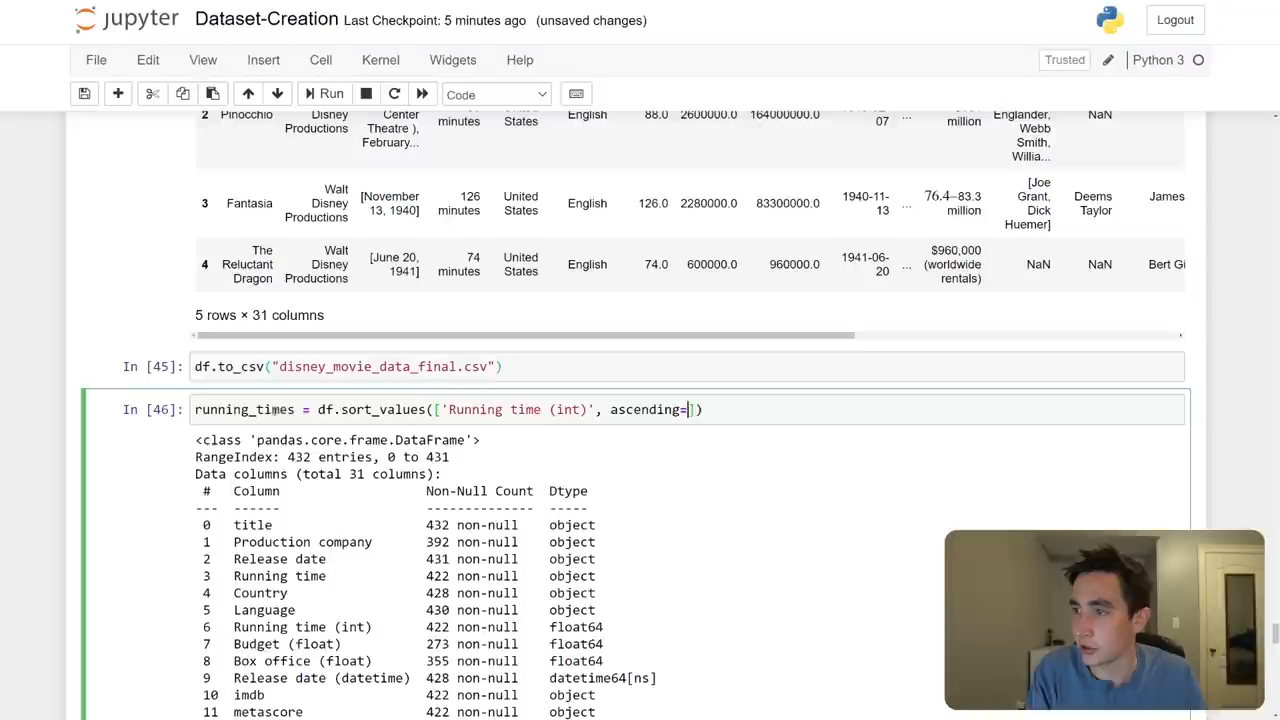 jupyter Dataset-Creation Last Checkpoint: 5 minutes ago (unsaved changes) Logout
File Edit View Insert Cell Kernel Widgets Help Trusted Python 3
Run Code
2 Pinocchio Disney Productions Center Theatre ), February... minutes United States English 88.0 2600000.0 164000000.0 07 ... million Englander, Webb Smith, Willia... NaN
3 Fantasia Walt Disney Productions [November 13, 1940] 126 minutes United States English 126.0 2280000.0 83300000.0 1940-11-13 ... 76.4–83.3 million [Joe Grant, Dick Huemer] Deems Taylor James
4 The Reluctant Dragon Walt Disney Productions [June 20, 1941] 74 minutes United States English 74.0 600000.0 960000.0 1941-06-20 ... $960,000 (worldwide rentals) NaN NaN Bert Gi
5 rows × 31 columns
In [45]: df.to_csv("disney_movie_data_final.csv")
In [46]: running_times = df.sort_values(['Running time (int)', ascending=])
<class 'pandas.core.frame.DataFrame'>
RangeIndex: 432 entries, 0 to 431
Data columns (total 31 columns):
# Column Non-Null Count Dtype
--- ------ -------------- -----
0 title 432 non-null object
1 Production company 392 non-null object
2 Release date 431 non-null object
3 Running time 422 non-null object
4 Country 428 non-null object
5 Language 430 non-null object
6 Running time (int) 422 non-null float64
7 Budget (float) 273 non-null float64
8 Box office (float) 355 non-null float64
9 Release date (datetime) 428 non-null datetime64[ns]
10 imdb 422 non-null object
11 metascore 422 non-null object